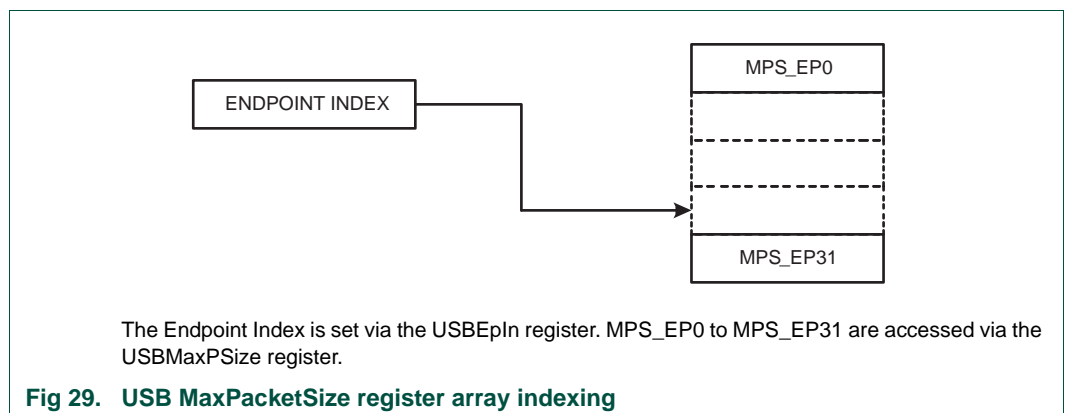 MPS_EP0
ENDPOINT INDEX
MPS_EP31
The Endpoint Index is set via the USBEpIn register. MPS_EP0 to MPS_EP31 are accessed via the
USBMaxPSize register.
Fig 29. USB MaxPacketSize register array indexing